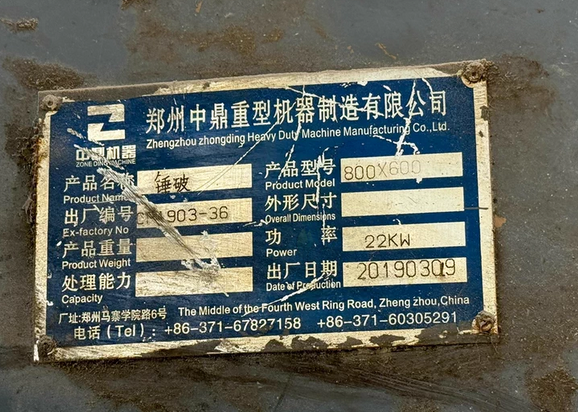 郑州中鼎重型机器制造有限公司
Zhengzhou zhongding Heavy Duty Machine Manufacturing Co.,Ltd.
中鼎机器
ZONE DING MACHINE
产品名称 锤破 产品型号 800X600
Product Name Product Model
出厂编号 903-36 外形尺寸
Ex-factory No Overall Dimensions
产品重量 功率 22KW
Product Weight Power
处理能力 出厂日期 20190309
Capacity Date of Production
厂址:郑州马寨学院路6号 The Middle of the Fourth West Ring Road, Zheng zhou,China
电话（Tel）: +86-371-67827158 +86-371-60305291